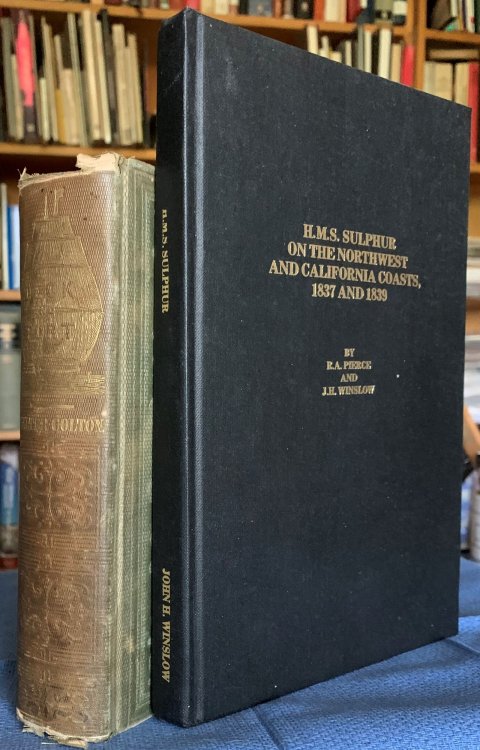 DECK
PORT
COLTON
H.M.S. SULPHUR
JOHN H. WINSLOW
H.M.S. SULPHUR
ON THE NORTHWEST
AND CALIFORNIA COASTS,
1837 AND 1839
BY
R.A. PIERCE
AND
J.H. WINSLOW